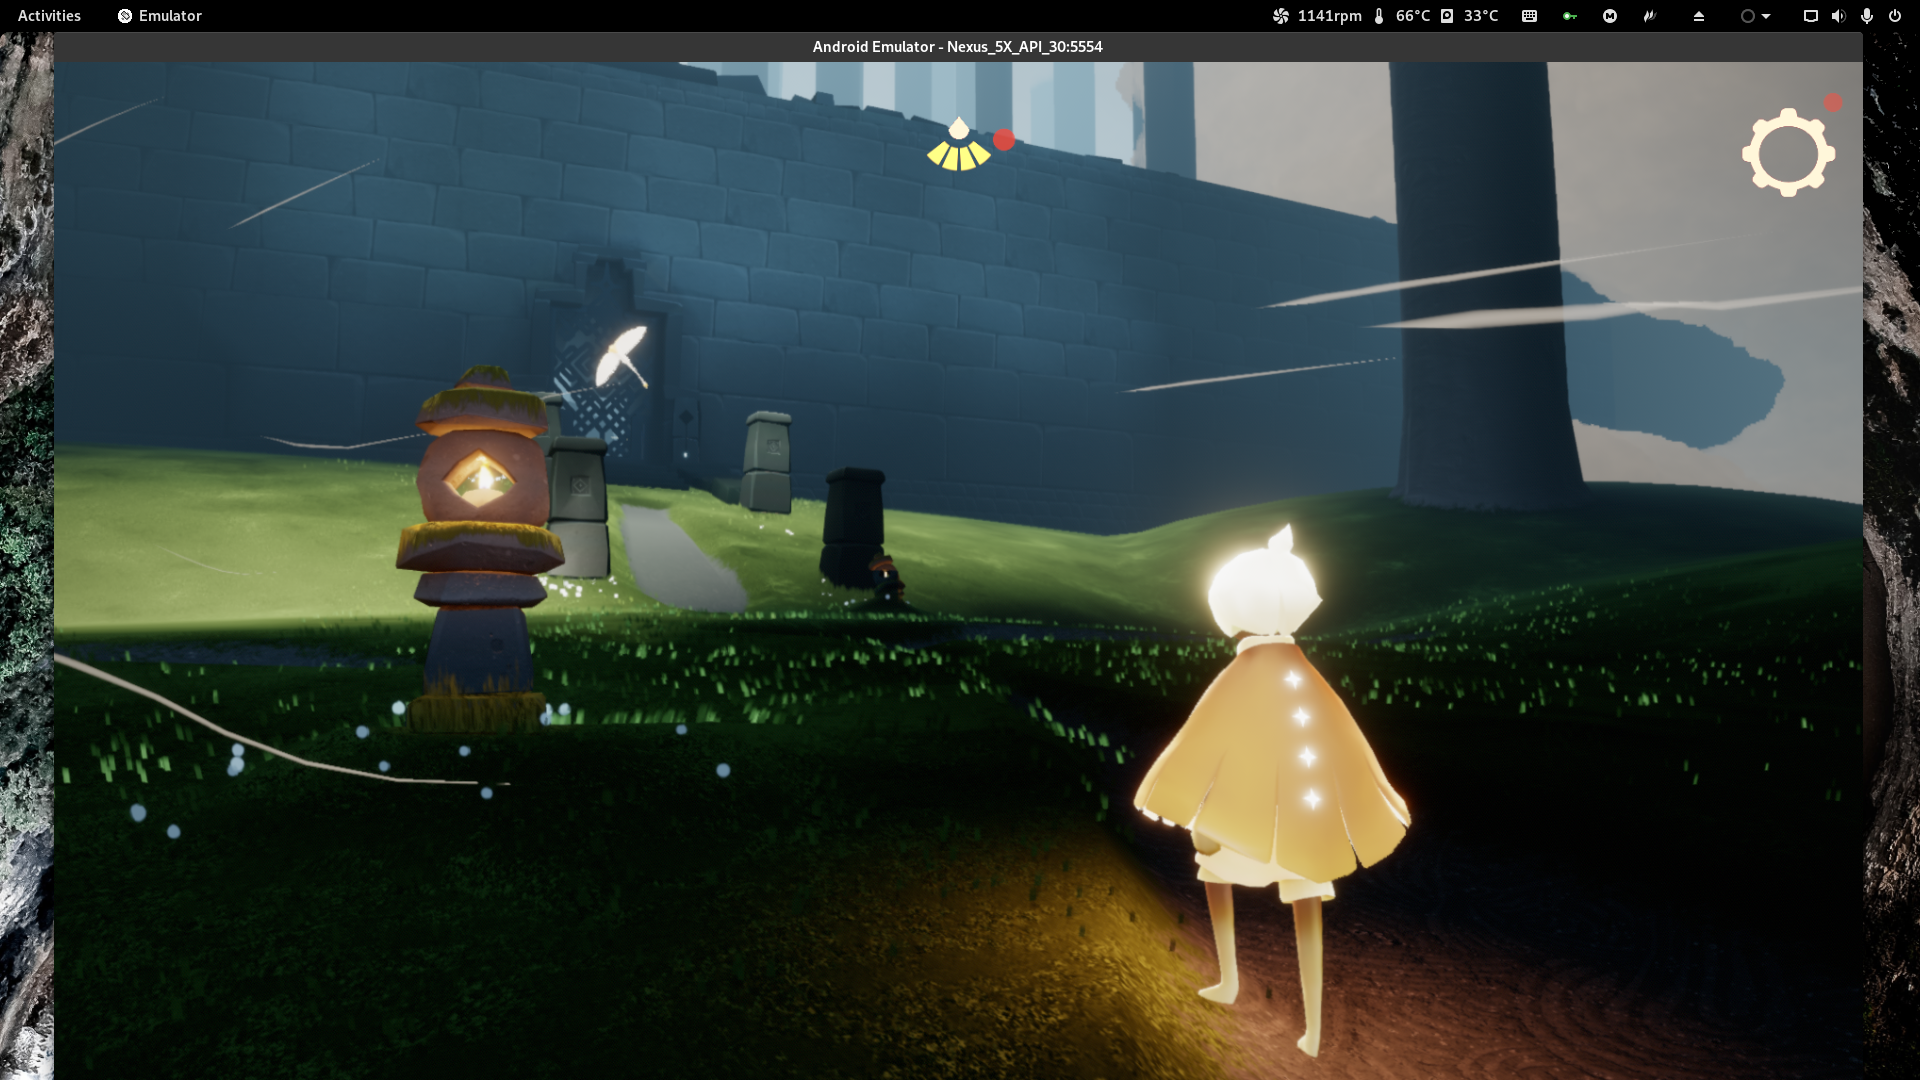 Activities Emulator 1141rpm 66°C 33°C
Android Emulator - Nexus_5X_API_30:5554